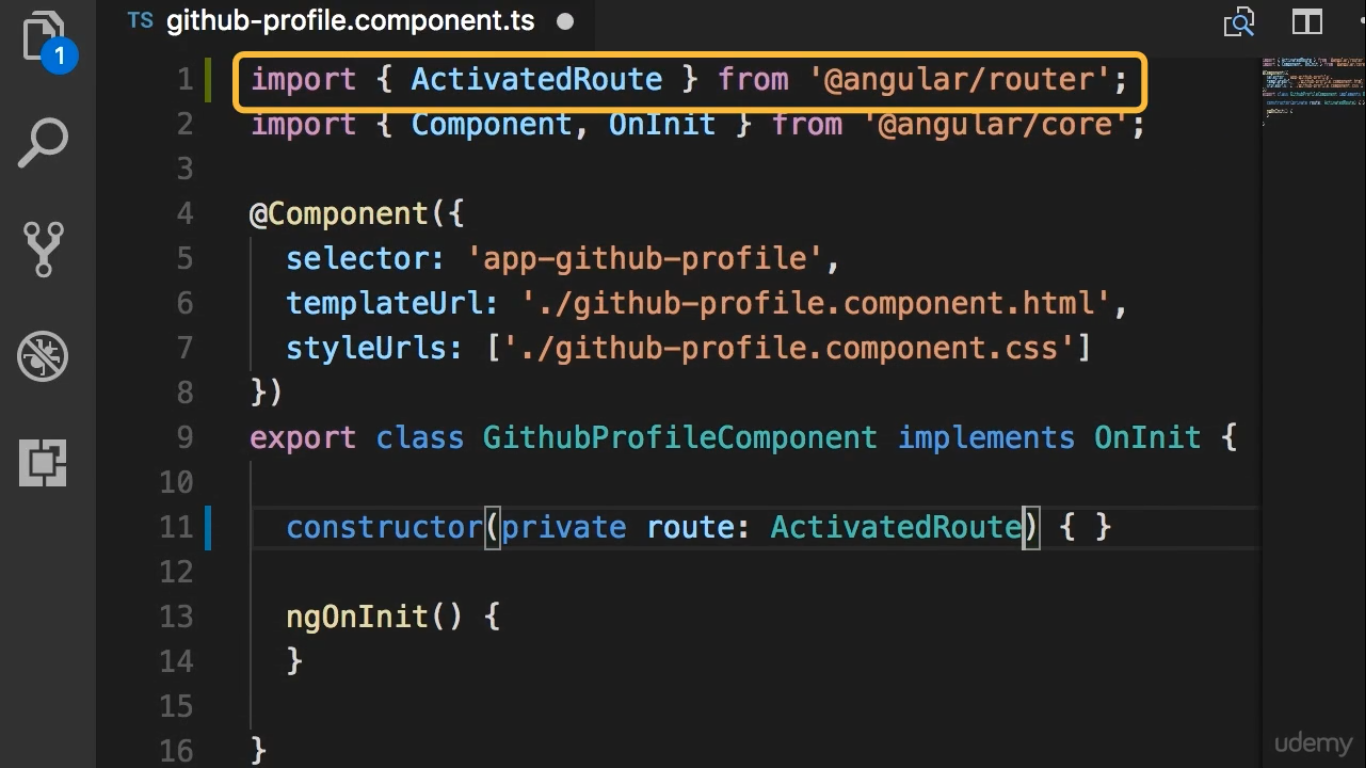 TS github-profile.component.ts
1
1 import { ActivatedRoute } from '@angular/router';
2 import { Component, OnInit } from '@angular/core';
3
4 @Component({
5 selector: 'app-github-profile',
6 templateUrl: './github-profile.component.html',
7 styleUrls: ['./github-profile.component.css']
8 })
9 export class GithubProfileComponent implements OnInit {
10
11 constructor(private route: ActivatedRoute) { }
12
13 ngOnInit() {
14 }
15
16 }
udemy